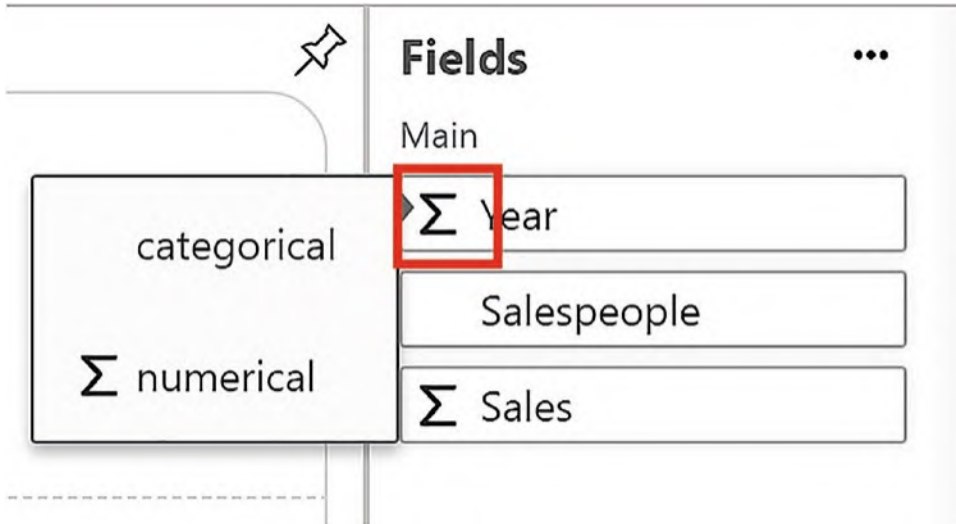 Fields
Main
Σ Year
Salespeople
Σ Sales
categorical
Σ numerical